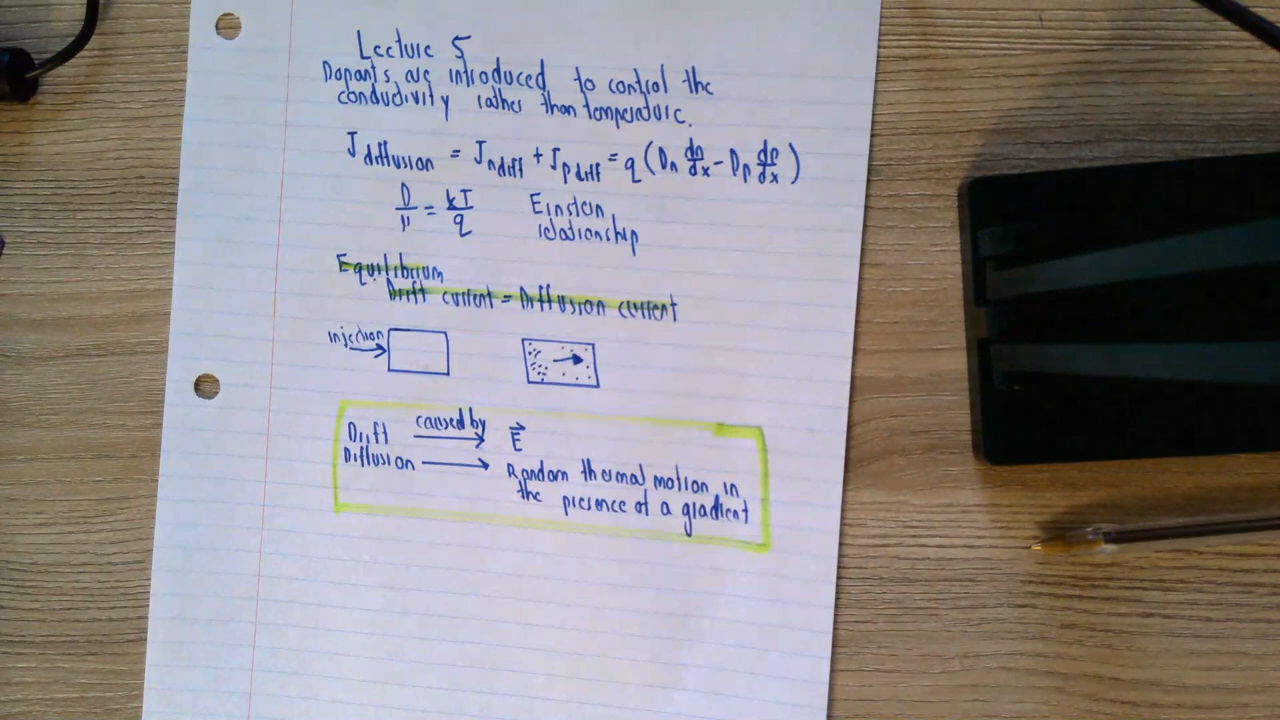 Lecture 5
Dopants are introduced to control the
conductivity rather than temperature.
J diffusion = Jn diff + Jp diff = q (Dn dn/dx - Dp dp/dx)
D/μ = kT/q Einstein
relationship
Equilibrium
Drift current = Diffusion current
injection
Drift caused by → E⃗
Diffusion → Random thermal motion in
the presence of a gradient